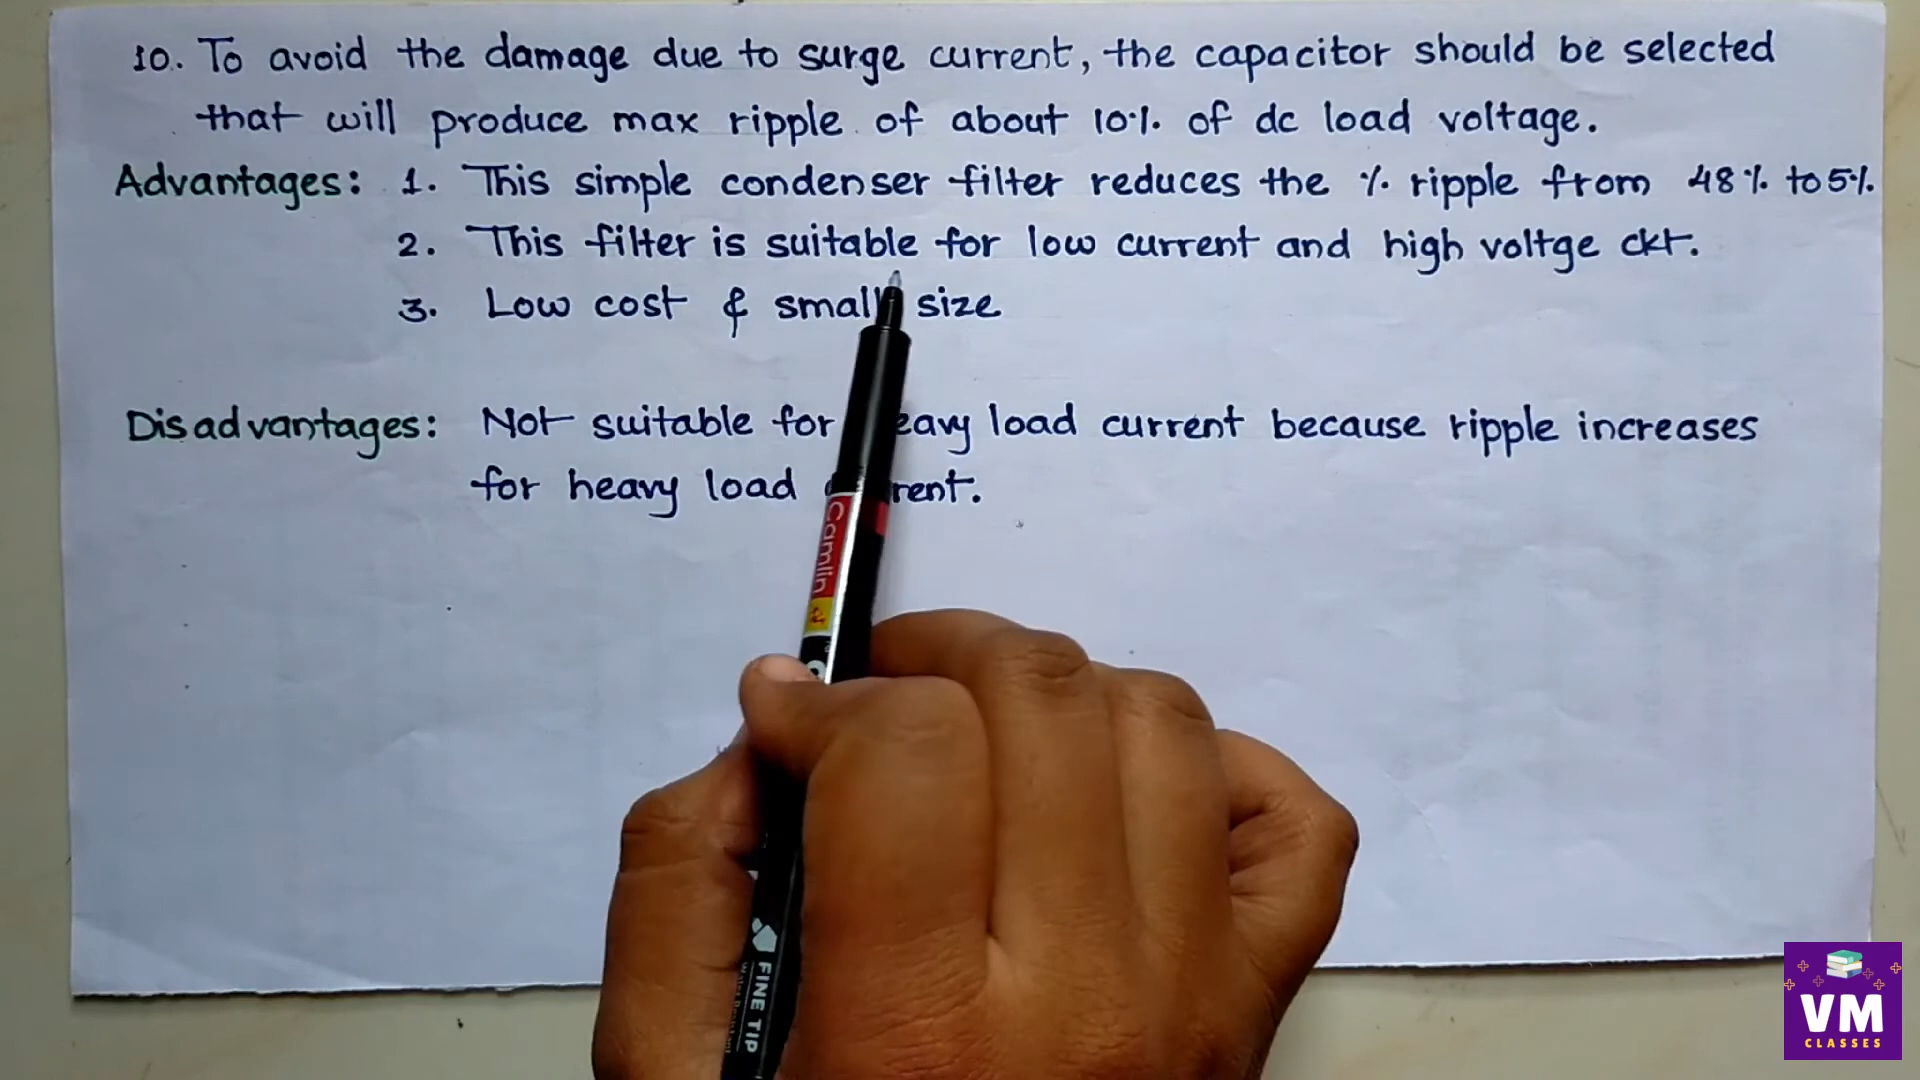 10. To avoid the damage due to surge current, the capacitor should be selected
that will produce max ripple of about 10% of dc load voltage.
Advantages: 1. This simple condenser filter reduces the % ripple from 48% to 5%.
2. This filter is suitable for low current and high voltge ckt.
3. Low cost & small size
Disadvantages: Not suitable for eavy load current because ripple increases
for heavy load rent.
Camlin
FINE TIP
VM
CLASSES